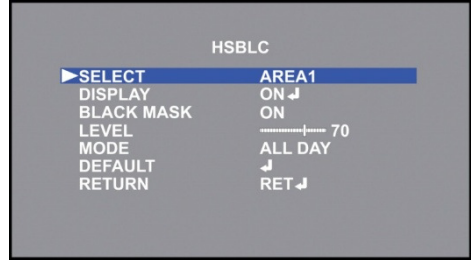 HSBLC
SELECT AREA1
DISPLAY ON
BLACK MASK ON
LEVEL 70
MODE ALL DAY
DEFAULT
RETURN RET